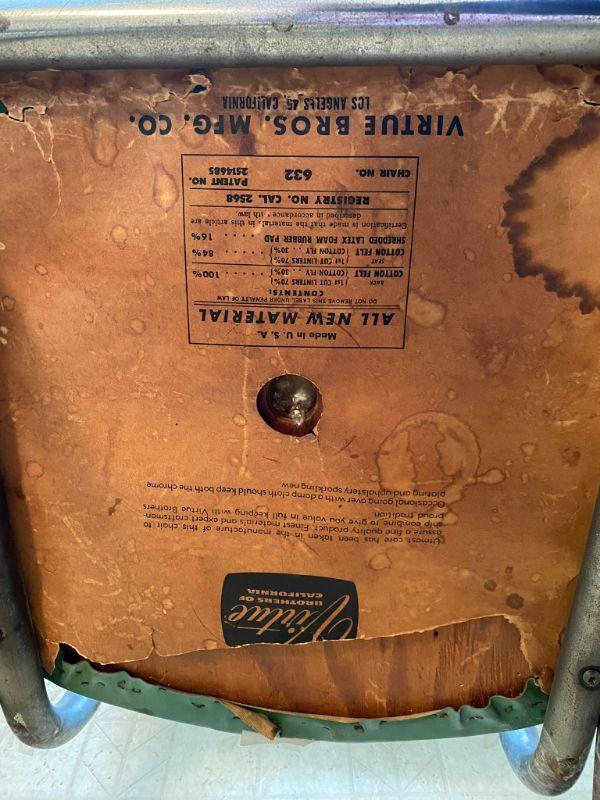 Virtue
BROTHERS OF
CALIFORNIA
Utmost care has been taken in the manufacture of this chair to
assure a fine quality product. Finest materials and expert craftsman-
ship combine to give you value in full keeping with Virtue Brothers
proud tradition.
Occasional going over with a damp cloth should keep both the chrome
plating and upholstery sparkling new
Made in U. S. A.
ALL NEW MATERIAL
DO NOT REMOVE THIS LABEL UNDER PENALTY OF LAW
CONTENTS:
BACK
COTTON FELT (1st CUT LINTERS 70% COTTON FLY . . 30%) . . . . . . 100%
SEAT
COTTON FELT (1st CUT LINTERS 70% COTTON FLY . . 30%) . . . . . . 84%
SHREDDED LATEX FOAM RUBBER PAD . . . . . 16%
Certification is made that the materials in this article are
described in accordance with law
REGISTRY NO. CAL. 2568
CHAIR NO. 632 PATENT NO. 2514685
VIRTUE BROS. MFG. CO.
LOS ANGELES 45, CALIFORNIA